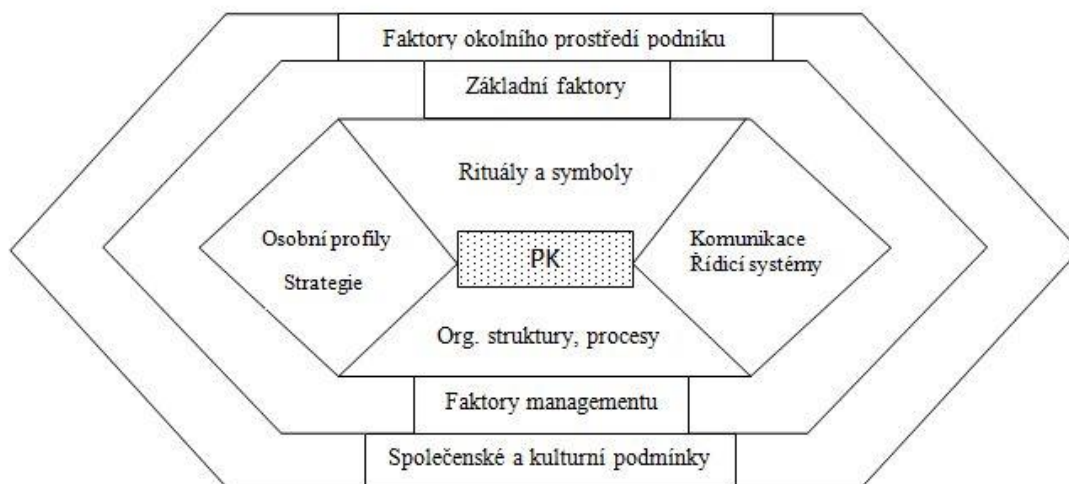 Faktory okolního prostředí podniku
Základní faktory
Rituály a symboly
Osobní profily
Strategie
PK
Komunikace
Řídicí systémy
Org. struktury, procesy
Faktory managementu
Společenské a kulturní podmínky